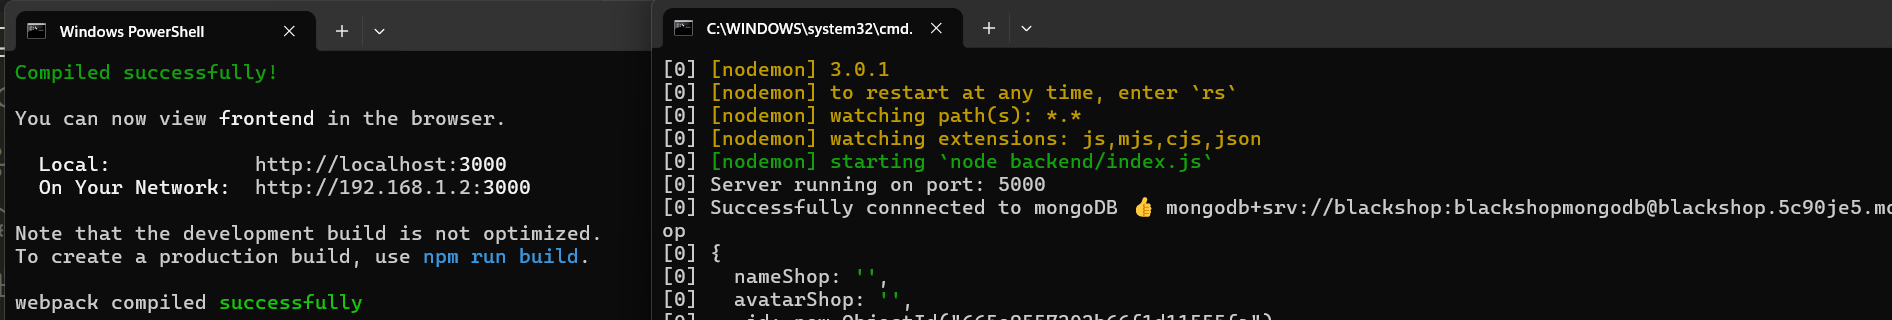 Windows PowerShell
Compiled successfully!
You can now view frontend in the browser.
Local: http://localhost:3000
On Your Network: http://192.168.1.2:3000
Note that the development build is not optimized.
To create a production build, use npm run build.
webpack compiled successfully
C:\WINDOWS\system32\cmd.
[0] [nodemon] 3.0.1
[0] [nodemon] to restart at any time, enter `rs`
[0] [nodemon] watching path(s): *.*
[0] [nodemon] watching extensions: js,mjs,cjs,json
[0] [nodemon] starting `node backend/index.js`
[0] Server running on port: 5000
[0] Successfully connnected to mongoDB 👍 mongodb+srv://blackshop:blackshopmongodb@blackshop.5c90je5.mo
op
[0] {
[0] nameShop: '',
[0] avatarShop: '',